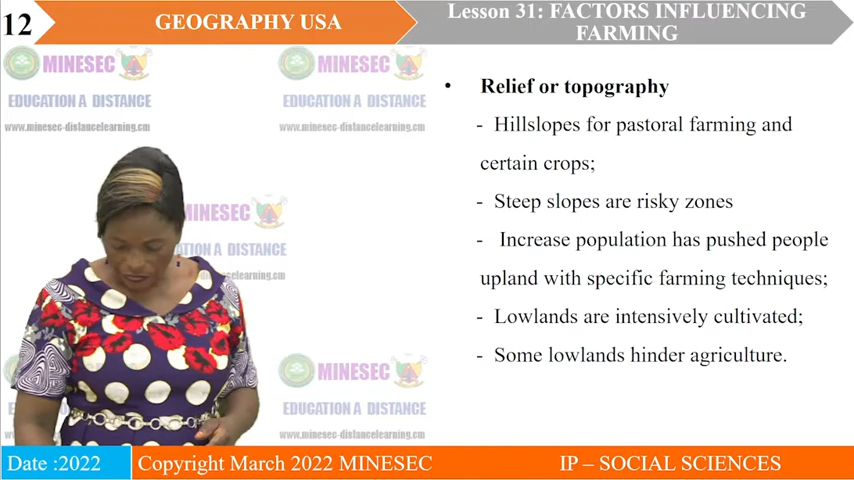 12
GEOGRAPHY USA
Lesson 31: FACTORS INFLUENCING
FARMING
MINESEC
EDUCATION A DISTANCE
www.minesec-distancelearning.cm
MINESEC
EDUCATION A DISTANCE
www.minesec-distancelearning.cm
• Relief or topography
- Hillslopes for pastoral farming and
certain crops;
- Steep slopes are risky zones
- Increase population has pushed people
upland with specific farming techniques;
- Lowlands are intensively cultivated;
- Some lowlands hinder agriculture.
MINESEC
ATION A DISTANCE
MINESEC
EDUCATION A DISTANCE
www.minesec-distancelearning.cm
Date :2022
Copyright March 2022 MINESEC
IP – SOCIAL SCIENCES